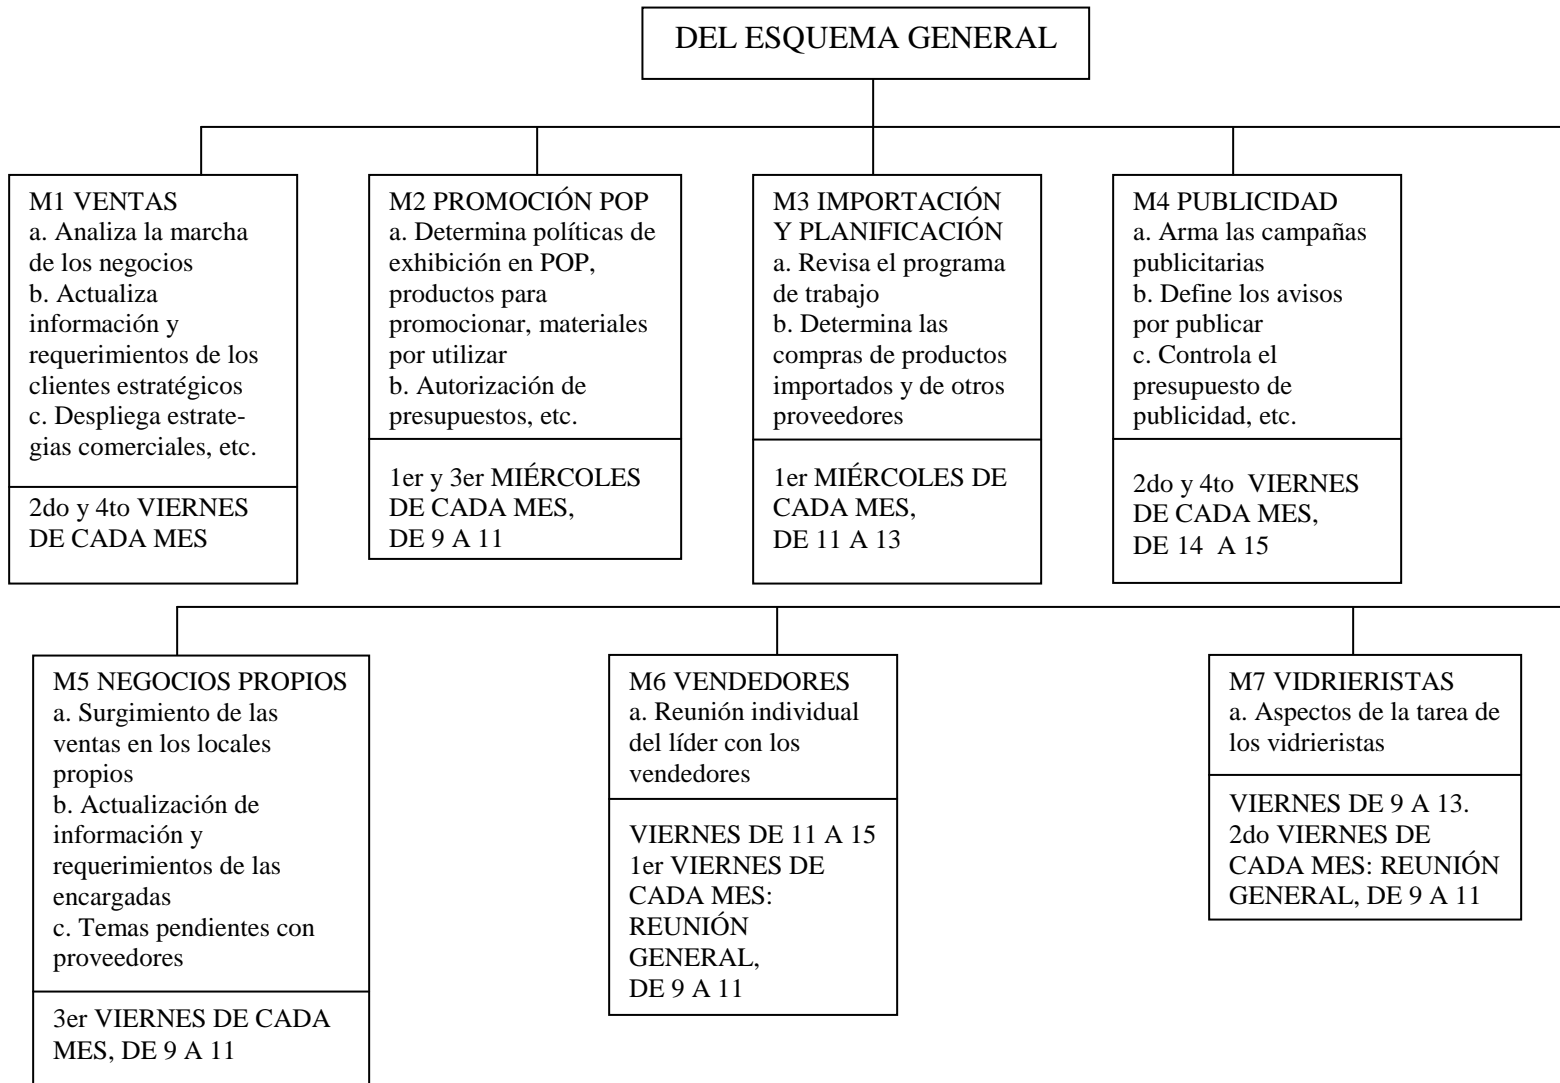 DEL ESQUEMA GENERAL
M1 VENTAS
a. Analiza la marcha
de los negocios
b. Actualiza
información y
requerimientos de los
clientes estratégicos
c. Despliega estrate-
gias comerciales, etc.
2do y 4to VIERNES
DE CADA MES
M2 PROMOCIÓN POP
a. Determina políticas de
exhibición en POP,
productos para
promocionar, materiales
por utilizar
b. Autorización de
presupuestos, etc.
1er y 3er MIÉRCOLES
DE CADA MES,
DE 9 A 11
M3 IMPORTACIÓN
Y PLANIFICACIÓN
a. Revisa el programa
de trabajo
b. Determina las
compras de productos
importados y de otros
proveedores
1er MIÉRCOLES DE
CADA MES,
DE 11 A 13
M4 PUBLICIDAD
a. Arma las campañas
publicitarias
b. Define los avisos
por publicar
c. Controla el
presupuesto de
publicidad, etc.
2do y 4to VIERNES
DE CADA MES,
DE 14 A 15
M5 NEGOCIOS PROPIOS
a. Surgimiento de las
ventas en los locales
propios
b. Actualización de
información y
requerimientos de las
encargadas
c. Temas pendientes con
proveedores
3er VIERNES DE CADA
MES, DE 9 A 11
M6 VENDEDORES
a. Reunión individual
del líder con los
vendedores
VIERNES DE 11 A 15
1er VIERNES DE
CADA MES:
REUNIÓN
GENERAL,
DE 9 A 11
M7 VIDRIERISTAS
a. Aspectos de la tarea de
los vidrieristas
VIERNES DE 9 A 13.
2do VIERNES DE
CADA MES: REUNIÓN
GENERAL, DE 9 A 11